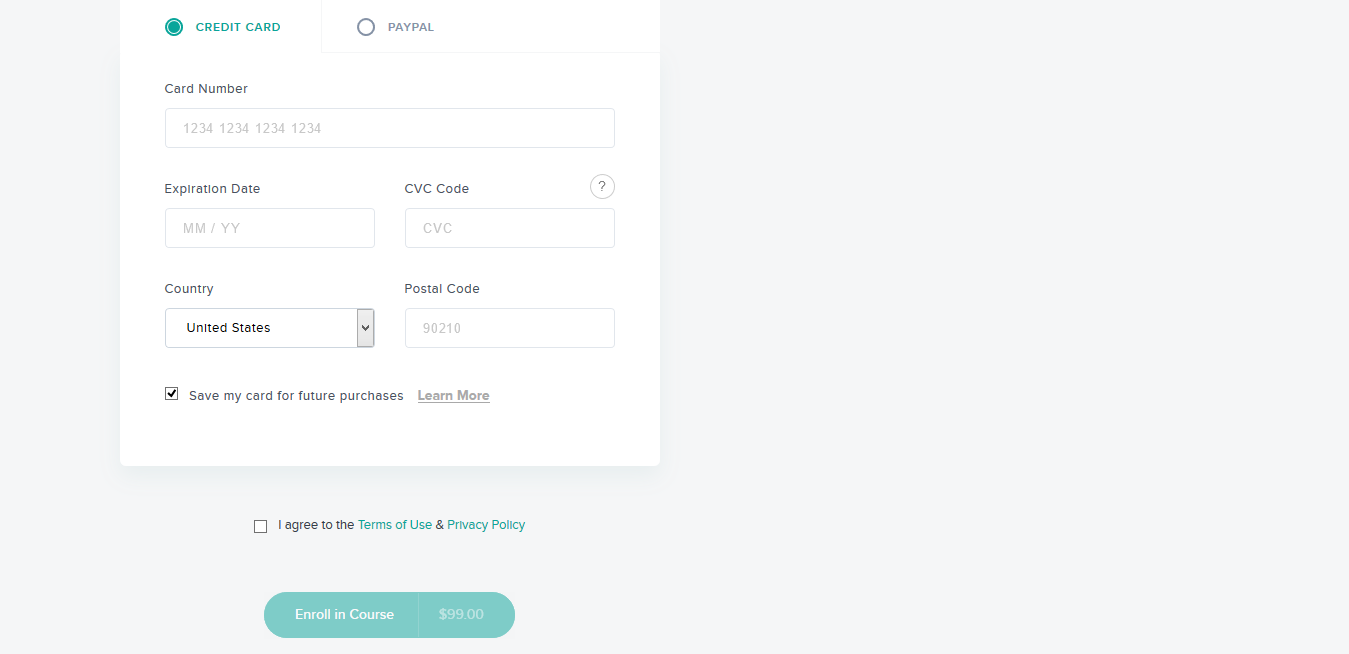 CREDIT CARD PAYPAL
Card Number
1234 1234 1234 1234
Expiration Date CVC Code ?
MM / YY CVC
Country Postal Code
United States 90210
Save my card for future purchases Learn More
I agree to the Terms of Use & Privacy Policy
Enroll in Course $99.00